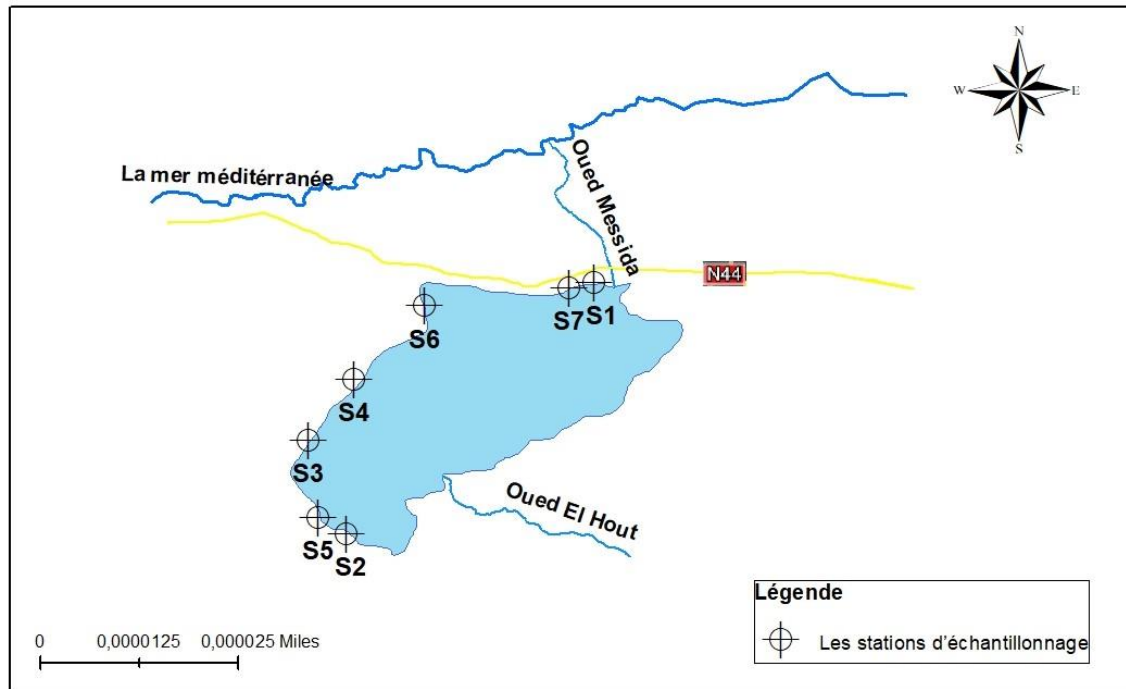 N
W
E
S
La mer méditérranée
Oued Messida
N44
S7
S1
S6
S4
S3
S5
S2
Oued El Hout
Légende
Les stations d'échantillonnage
0 0,0000125 0,000025 Miles